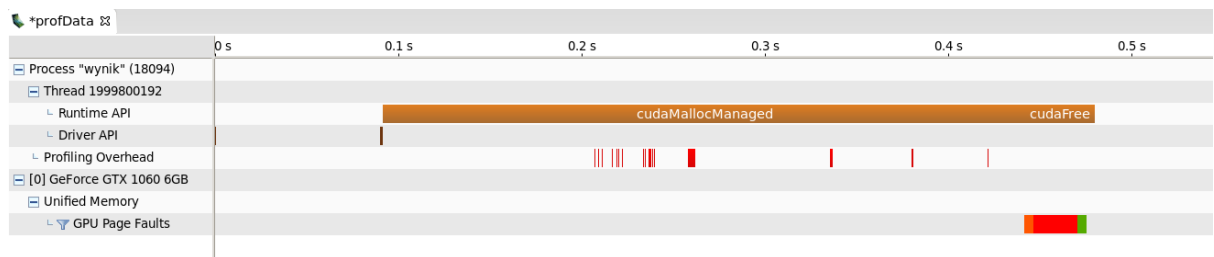 *profData
0 s 0.1 s 0.2 s 0.3 s 0.4 s 0.5 s
Process "wynik" (18094)
Thread 1999800192
Runtime API cudaMallocManaged cudaFree
Driver API
Profiling Overhead
[0] GeForce GTX 1060 6GB
Unified Memory
GPU Page Faults